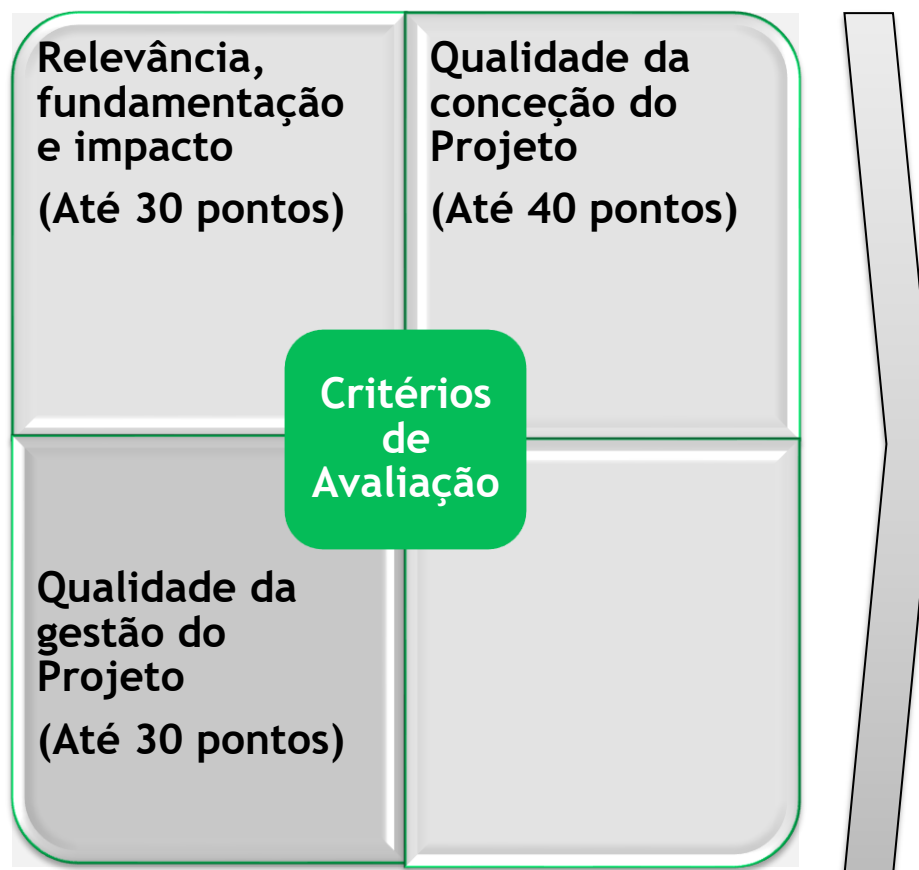 Relevância,
fundamentação
e impacto
(Até 30 pontos)
Qualidade da
conceção do
Projeto
(Até 40 pontos)
Critérios
de
Avaliação
Qualidade da
gestão do
Projeto
(Até 30 pontos)